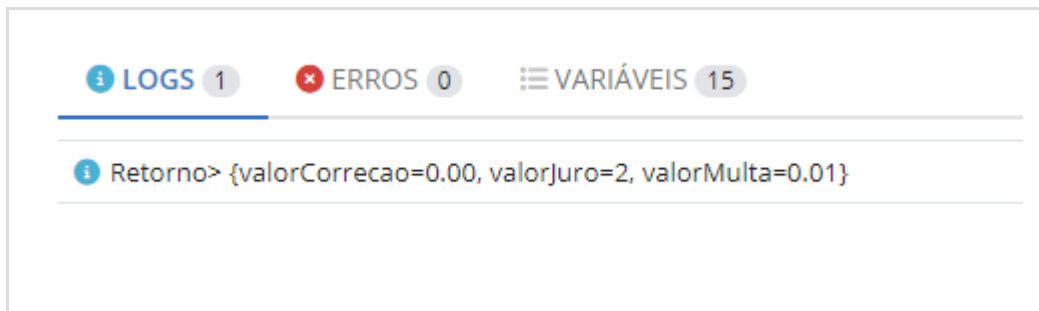 LOGS 1 ERROS 0 VARIÁVEIS 15
Retorno> {valorCorrecao=0.00, valorJuro=2, valorMulta=0.01}